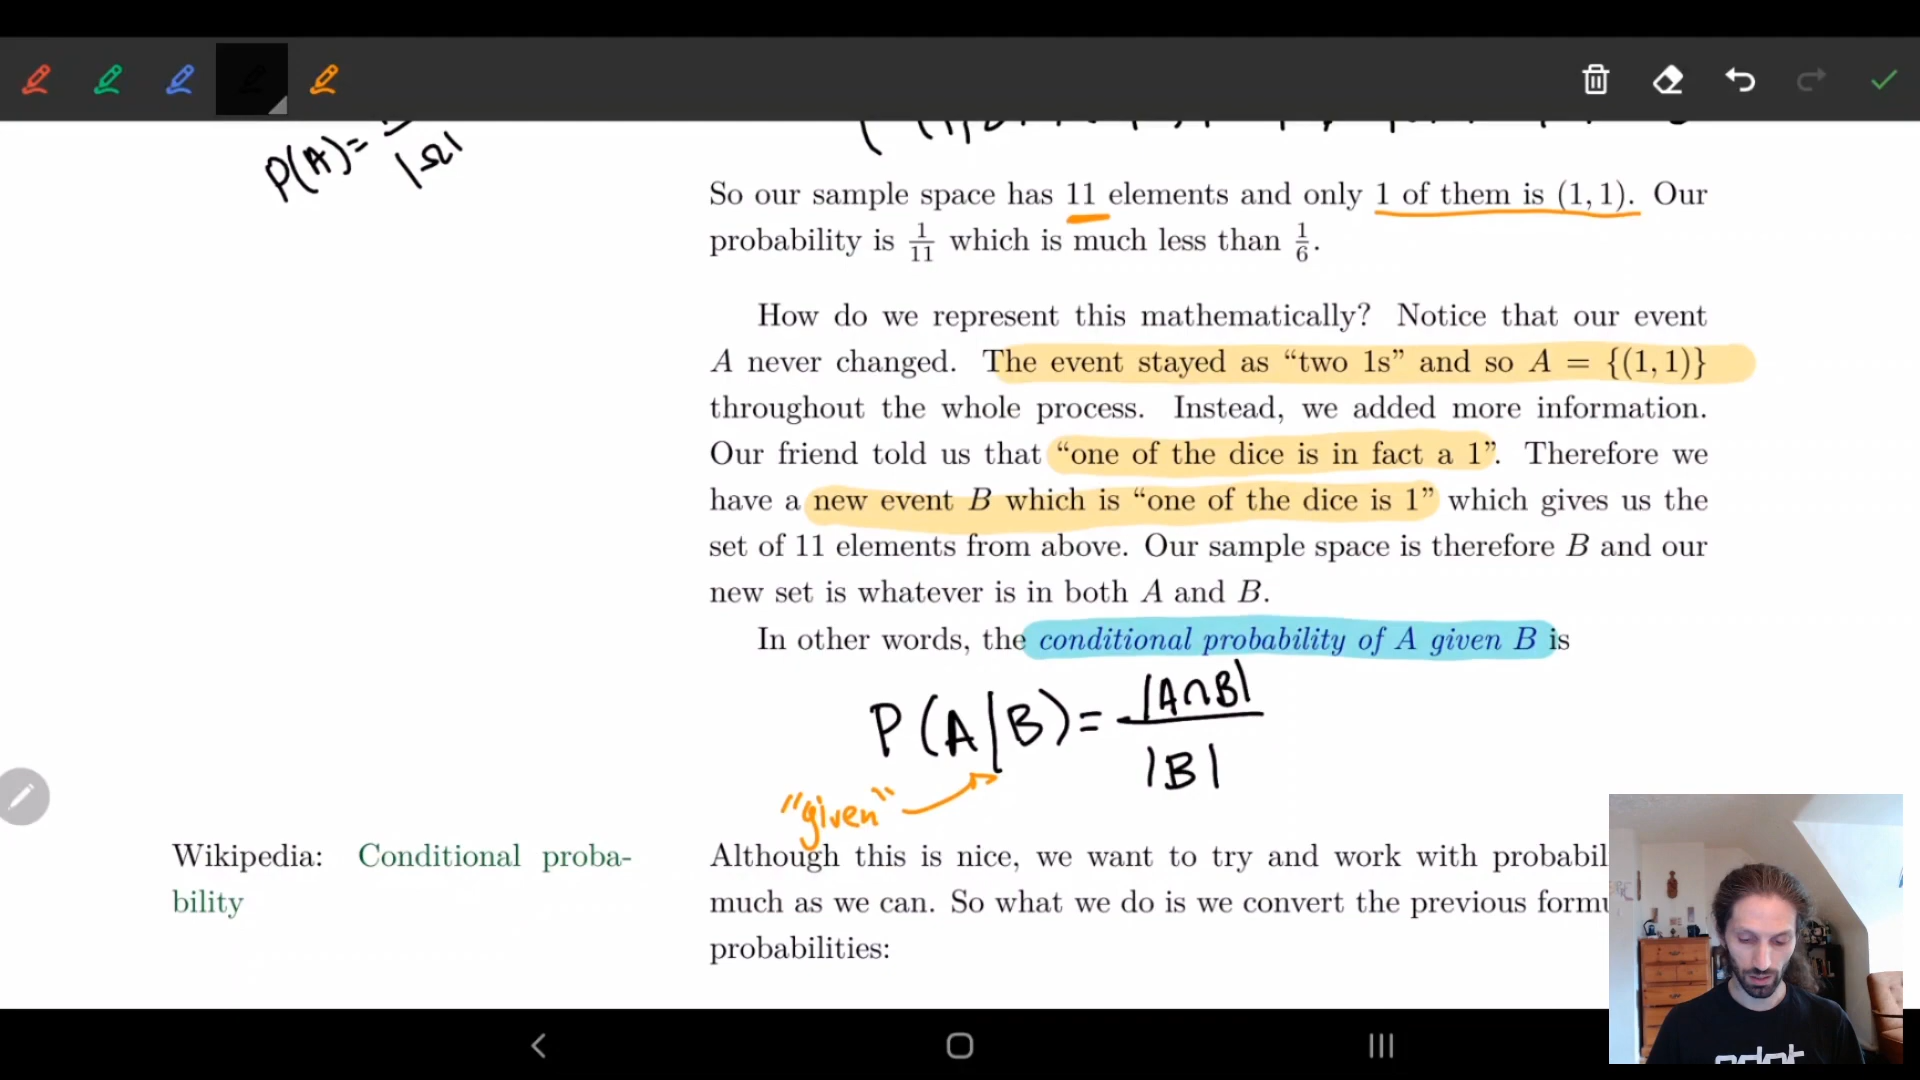 P(A)=
|Ω|
So our sample space has 11 elements and only 1 of them is (1, 1). Our
probability is 1/11 which is much less than 1/6.
How do we represent this mathematically? Notice that our event
A never changed. The event stayed as “two 1s” and so A = {(1, 1)}
throughout the whole process. Instead, we added more information.
Our friend told us that “one of the dice is in fact a 1”. Therefore we
have a new event B which is “one of the dice is 1” which gives us the
set of 11 elements from above. Our sample space is therefore B and our
new set is whatever is in both A and B.
In other words, the conditional probability of A given B is
P(A|B)= |A∩B|
|B|
“given”
Wikipedia: Conditional proba-
bility
Although this is nice, we want to try and work with probabil
much as we can. So what we do is we convert the previous form
probabilities: